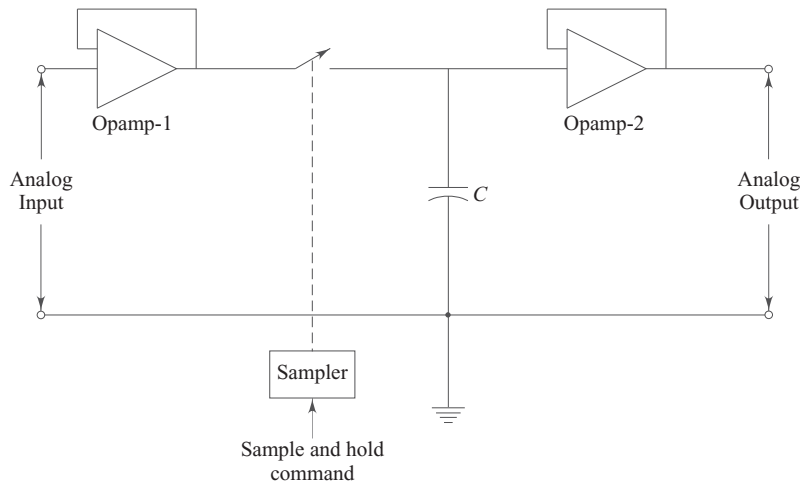 Opamp-1
Opamp-2
Analog
Input
C
Analog
Output
Sampler
Sample and hold
command